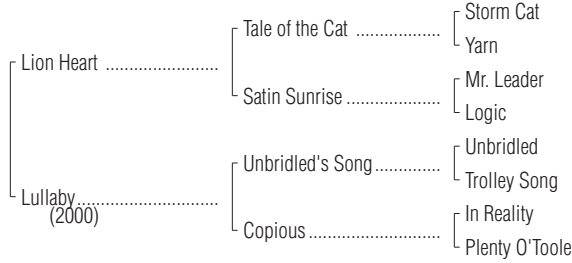 Storm Cat
Tale of the Cat ..................
Yarn
Lion Heart ........................
Mr. Leader
Satin Sunrise ....................
Logic
Unbridled
Unbridled's Song..............
Trolley Song
Lullaby..............................
(2000)
In Reality
Copious ............................
Plenty O'Toole